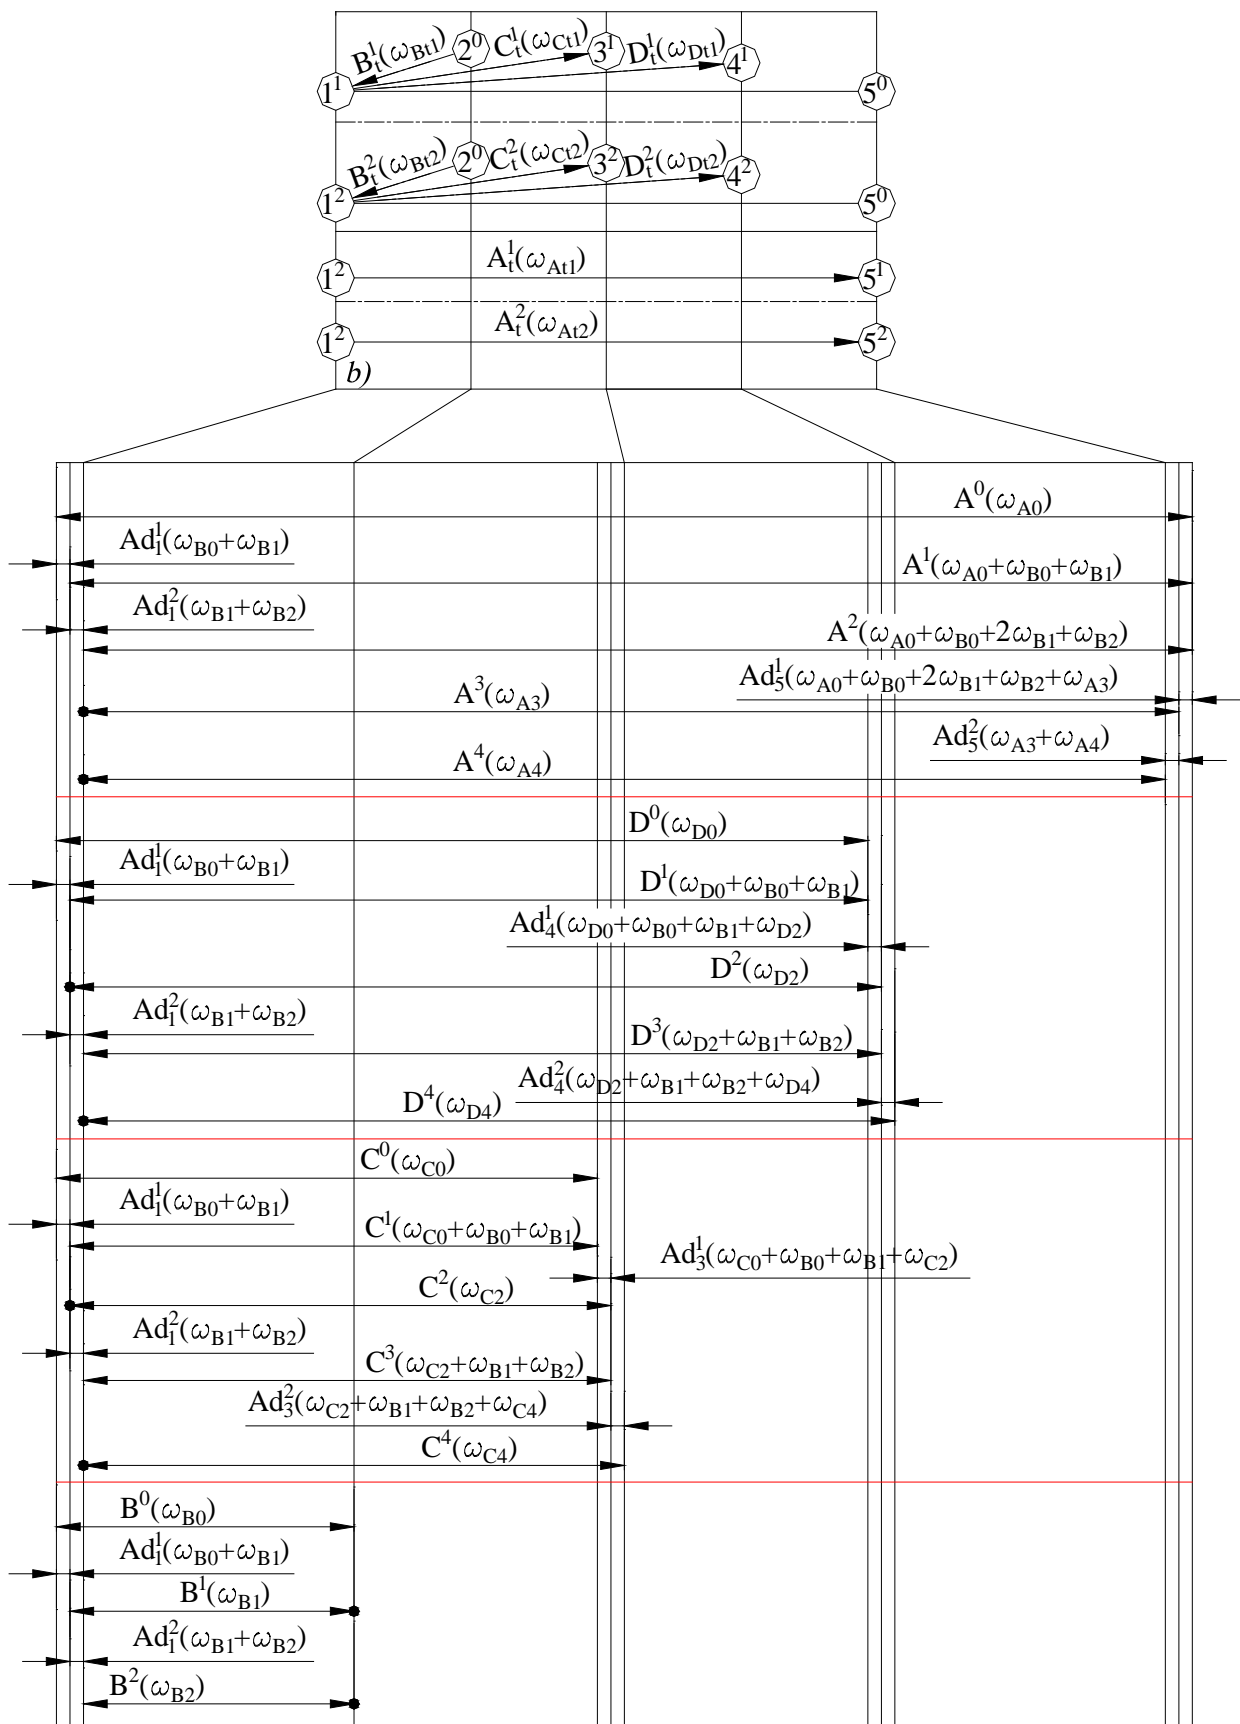 B_t^1(ω_Bt1) 2^0 C_t^1(ω_Ct1) 3^1 D_t^1(ω_Dt1) 4^1
1^1 5^0
B_t^2(ω_Bt2) 2^0 C_t^2(ω_Ct2) 3^2 D_t^2(ω_Dt2) 4^2
1^2 5^0
A_t^1(ω_At1)
1^2 5^1
A_t^2(ω_At2)
1^2 5^2
b)
A^0(ω_A0)
Ad_1^1(ω_B0+ω_B1)
A^1(ω_A0+ω_B0+ω_B1)
Ad_1^2(ω_B1+ω_B2)
A^2(ω_A0+ω_B0+2ω_B1+ω_B2)
Ad_5^1(ω_A0+ω_B0+2ω_B1+ω_B2+ω_A3)
A^3(ω_A3)
Ad_5^2(ω_A3+ω_A4)
A^4(ω_A4)
D^0(ω_D0)
Ad_1^1(ω_B0+ω_B1)
D^1(ω_D0+ω_B0+ω_B1)
Ad_4^1(ω_D0+ω_B0+ω_B1+ω_D2)
D^2(ω_D2)
Ad_1^2(ω_B1+ω_B2)
D^3(ω_D2+ω_B1+ω_B2)
Ad_4^2(ω_D2+ω_B1+ω_B2+ω_D4)
D^4(ω_D4)
C^0(ω_C0)
Ad_1^1(ω_B0+ω_B1)
C^1(ω_C0+ω_B0+ω_B1)
Ad_3^1(ω_C0+ω_B0+ω_B1+ω_C2)
C^2(ω_C2)
Ad_1^2(ω_B1+ω_B2)
C^3(ω_C2+ω_B1+ω_B2)
Ad_3^2(ω_C2+ω_B1+ω_B2+ω_C4)
C^4(ω_C4)
B^0(ω_B0)
Ad_1^1(ω_B0+ω_B1)
B^1(ω_B1)
Ad_1^2(ω_B1+ω_B2)
B^2(ω_B2)